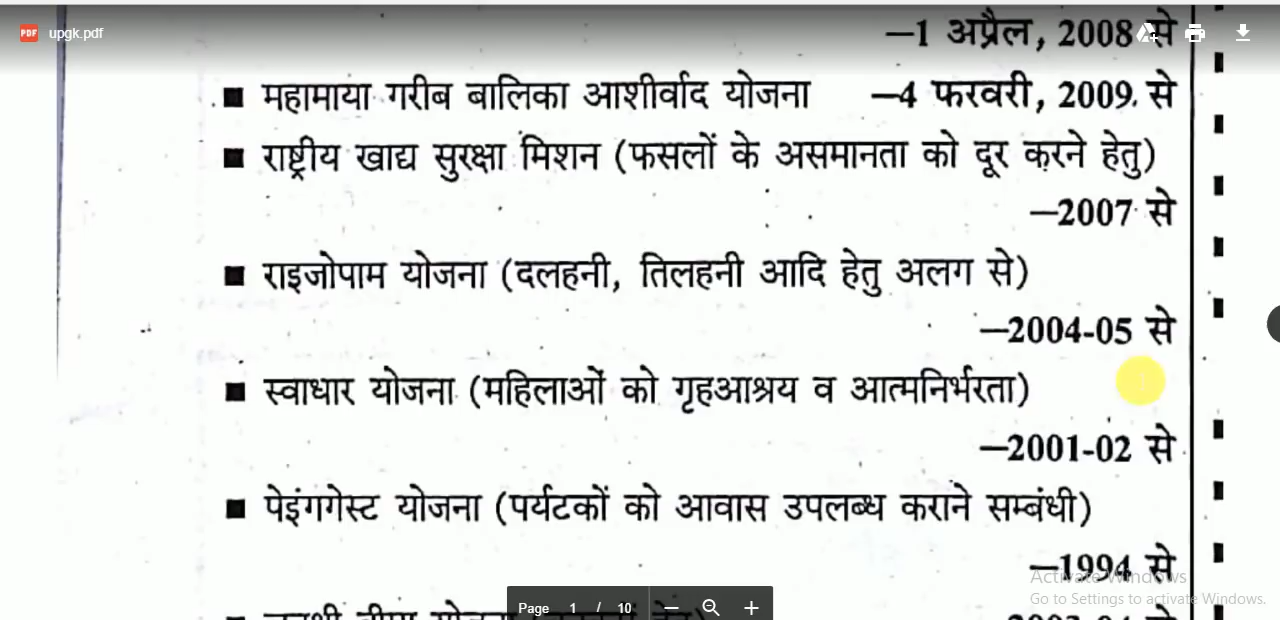 upgk.pdf
—1 अप्रैल, 2008 से
■ महामाया गरीब बालिका आशीर्वाद योजना —4 फरवरी, 2009 से
■ राष्ट्रीय खाद्य सुरक्षा मिशन (फसलों के असमानता को दूर करने हेतु)
—2007 से
■ राइजोपाम योजना (दलहनी, तिलहनी आदि हेतु अलग से)
—2004-05 से
■ स्वाधार योजना (महिलाओं को गृहआश्रय व आत्मनिर्भरता)
—2001-02 से
■ पेइंगगेस्ट योजना (पर्यटकों को आवास उपलब्ध कराने सम्बंधी)
—1994 से
Activate Windows
Go to Settings to activate Windows.
Page 1 / 10